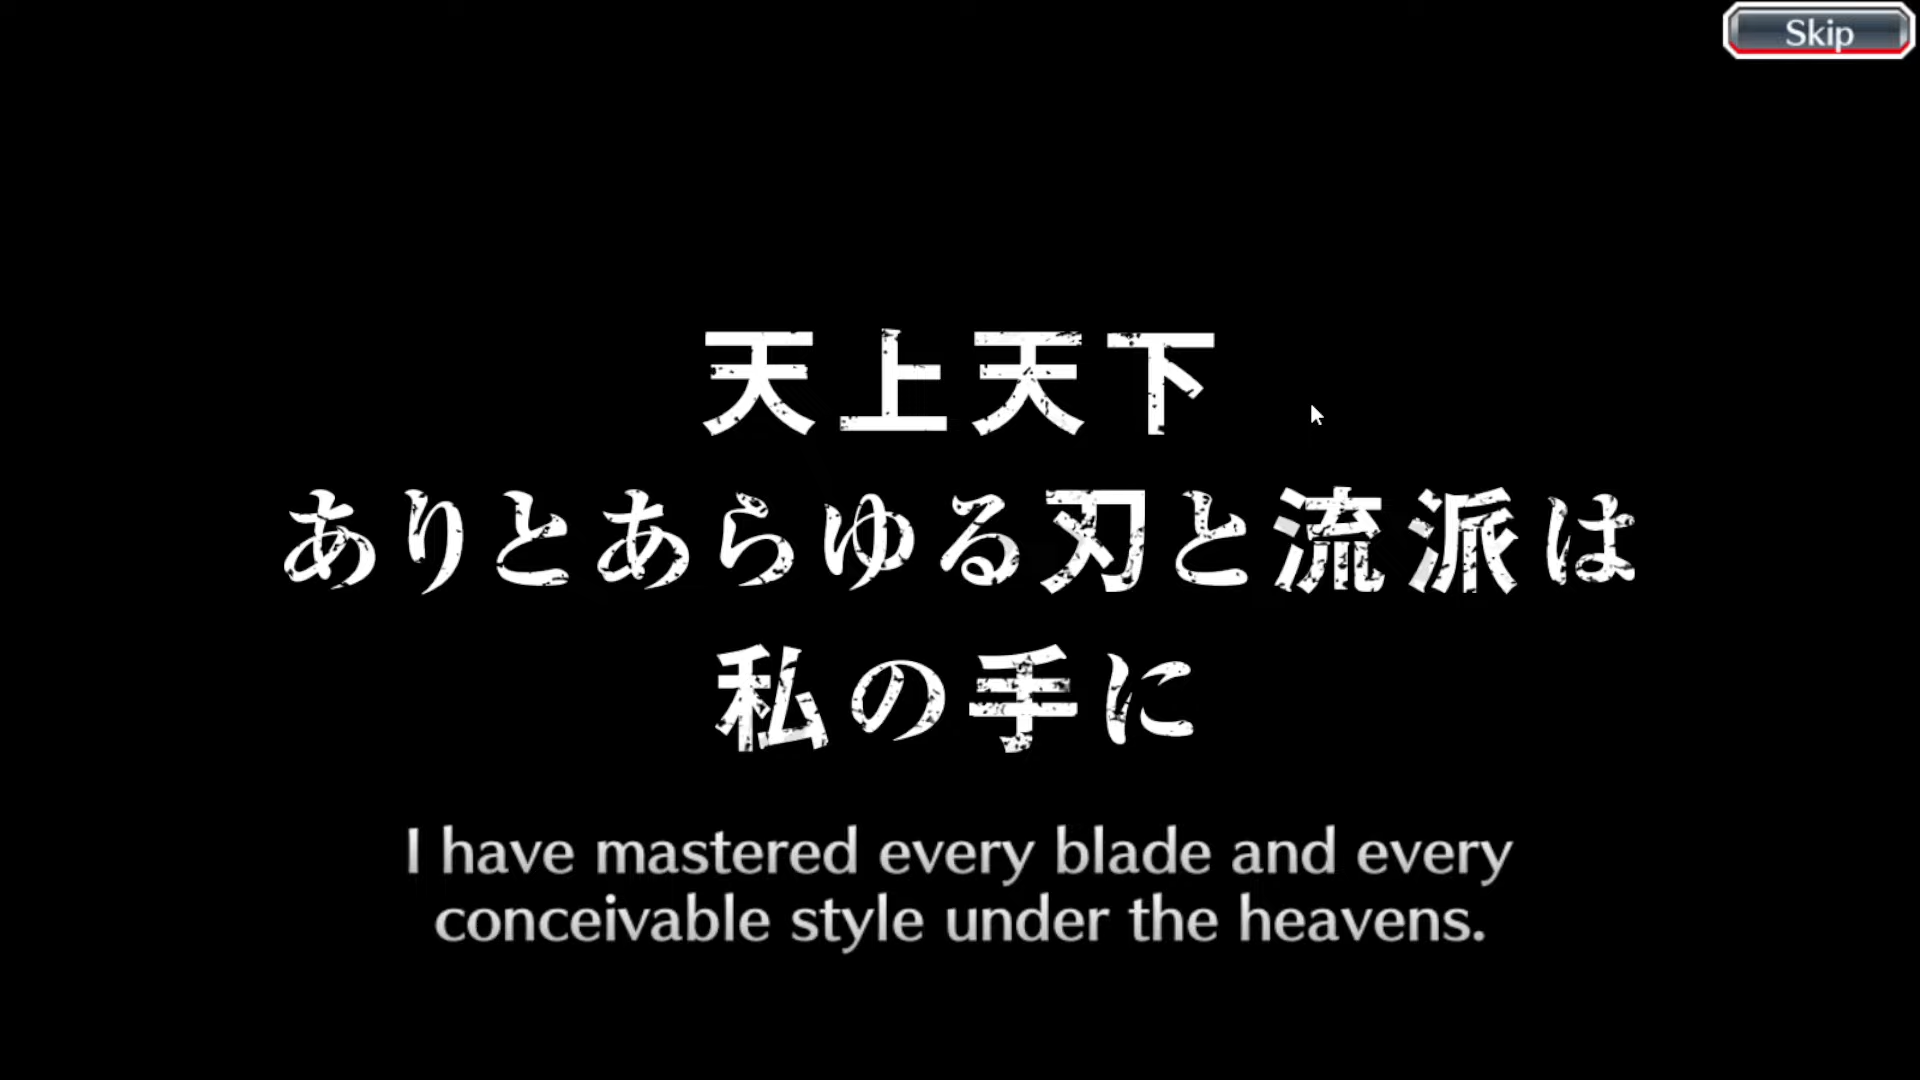 Skip
天上天下
ありとあらゆる刃と流派は
私の手に
I have mastered every blade and every
conceivable style under the heavens.